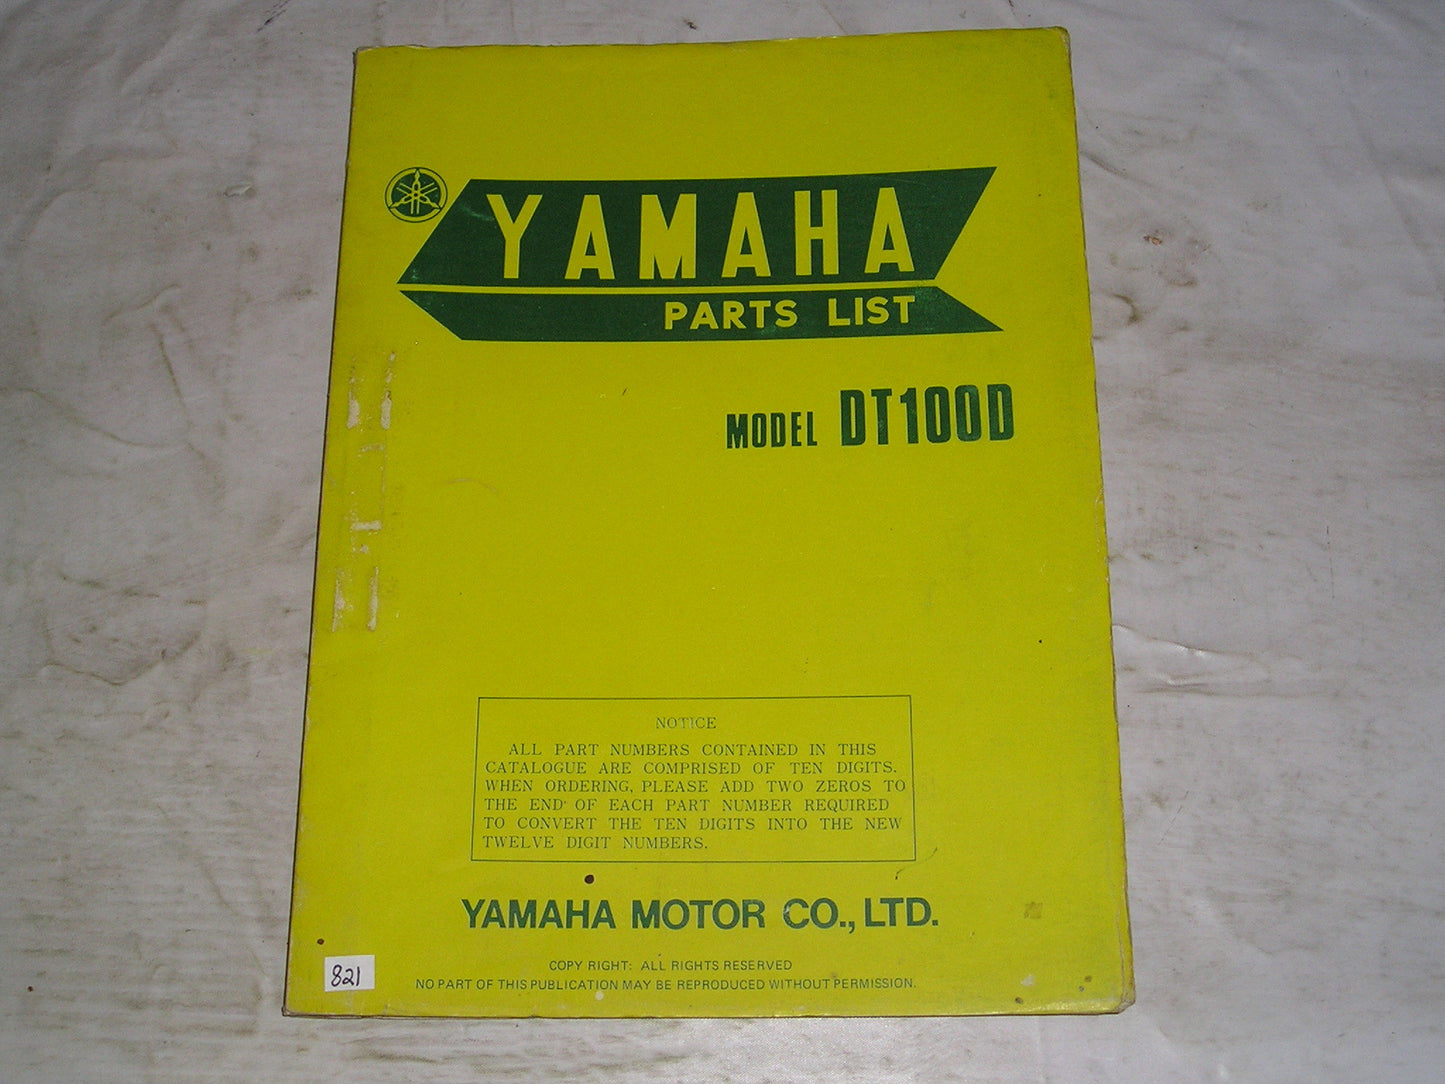 YAMAHA
PARTS LIST
MODEL DT100D
NOTICE
ALL PART NUMBERS CONTAINED IN THIS
CATALOGUE ARE COMPRISED OF TEN DIGITS.
WHEN ORDERING, PLEASE ADD TWO ZEROS TO
THE END OF EACH PART NUMBER REQUIRED
TO CONVERT THE TEN DIGITS INTO THE NEW
TWELVE DIGIT NUMBERS.
YAMAHA MOTOR CO., LTD.
821
COPY RIGHT: ALL RIGHTS RESERVED
NO PART OF THIS PUBLICATION MAY BE REPRODUCED WITHOUT PERMISSION.